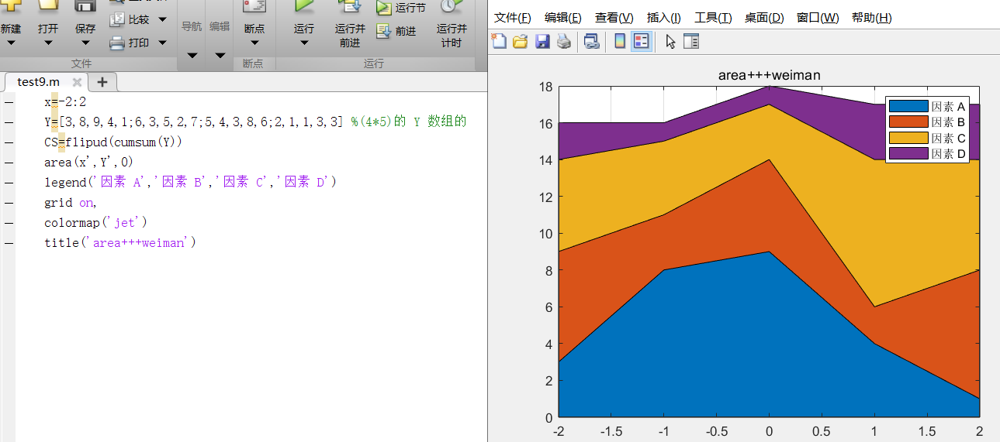 新建
打开
保存
比较
打印
导航
编辑
断点
运行
运行并
前进
运行节
前进
运行并
计时
文件
断点
运行
test9.m
x=-2:2
Y=[3,8,9,4,1;6,3,5,2,7;5,4,3,8,6;2,1,1,3,3] %(4*5)的 Y 数组的
CS=flipud(cumsum(Y))
area(x',Y',0)
legend('因素 A','因素 B','因素 C','因素 D')
grid on,
colormap('jet')
title('area+++weiman')
文件(F) 编辑(E) 查看(V) 插入(I) 工具(T) 桌面(D) 窗口(W) 帮助(H)
area+++weiman
18
16
14
12
10
8
6
4
2
0
-2 -1.5 -1 -0.5 0 0.5 1 1.5 2
因素 A
因素 B
因素 C
因素 D